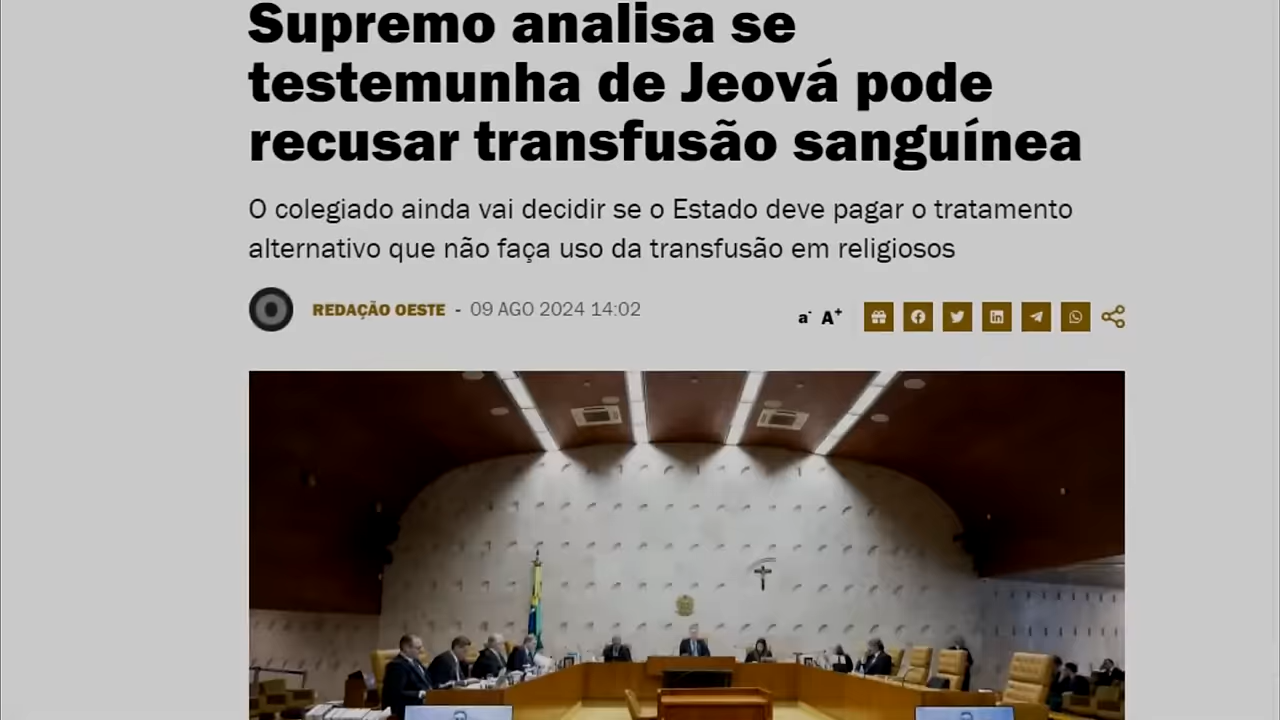 Supremo analisa se
testemunha de Jeová pode
recusar transfusão sanguínea
O colegiado ainda vai decidir se o Estado deve pagar o tratamento
alternativo que não faça uso da transfusão em religiosos
REDAÇÃO OESTE - 09 AGO 2024 14:02
a- A+